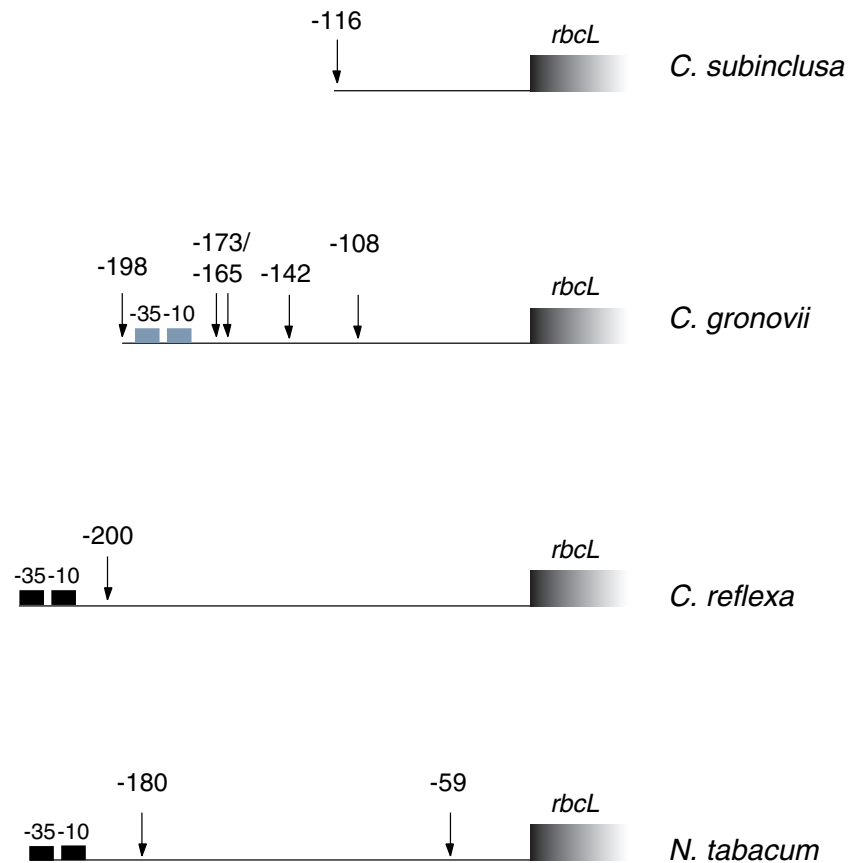 -116
rbcL
C. subinclusa
-173/
-108
-198
-165
-142
-35
-10
rbcL
C. gronovii
-200
-35
-10
rbcL
C. reflexa
-180
-59
-35
-10
rbcL
N. tabacum